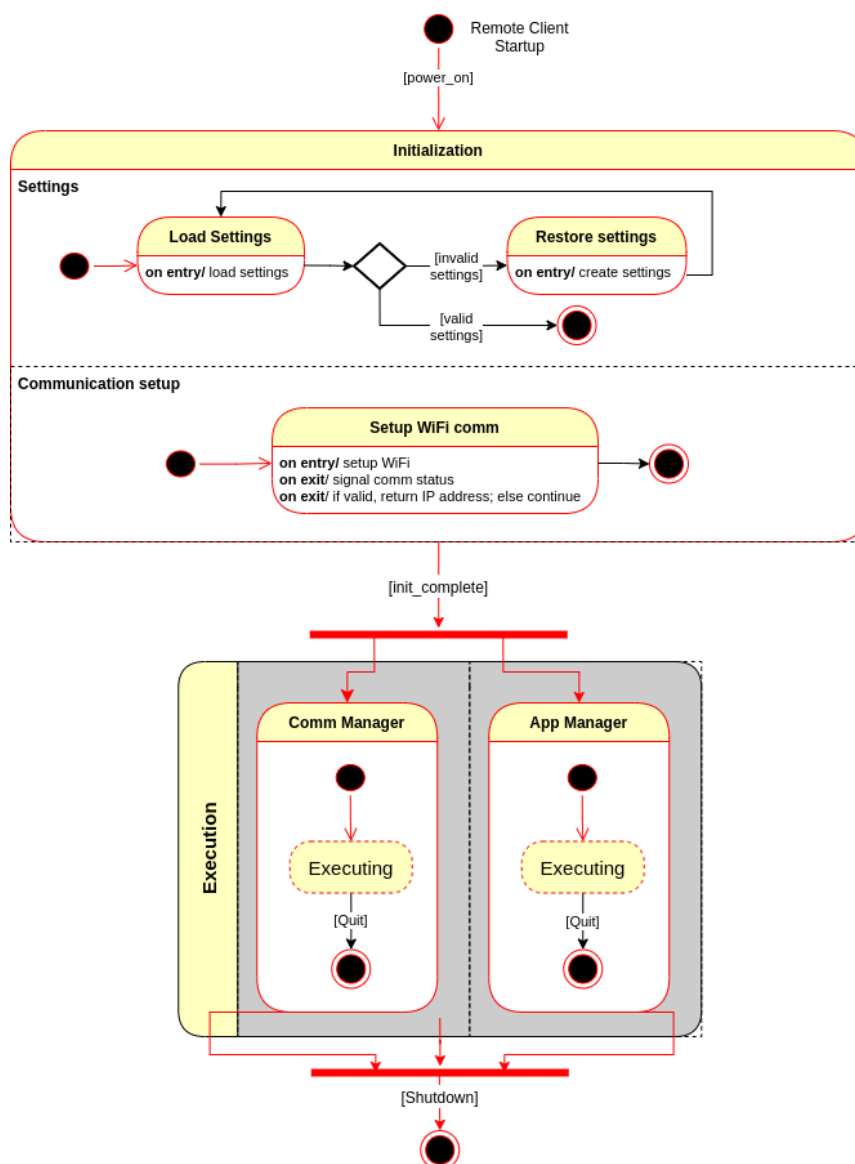 Remote Client
Startup
[power_on]
Initialization
Settings
Load Settings
on entry/ load settings
[invalid
settings]
Restore settings
on entry/ create settings
[valid
settings]
Communication setup
Setup WiFi comm
on entry/ setup WiFi
on exit/ signal comm status
on exit/ if valid, return IP address; else continue
[init_complete]
Execution
Comm Manager
Executing
[Quit]
App Manager
Executing
[Quit]
[Shutdown]